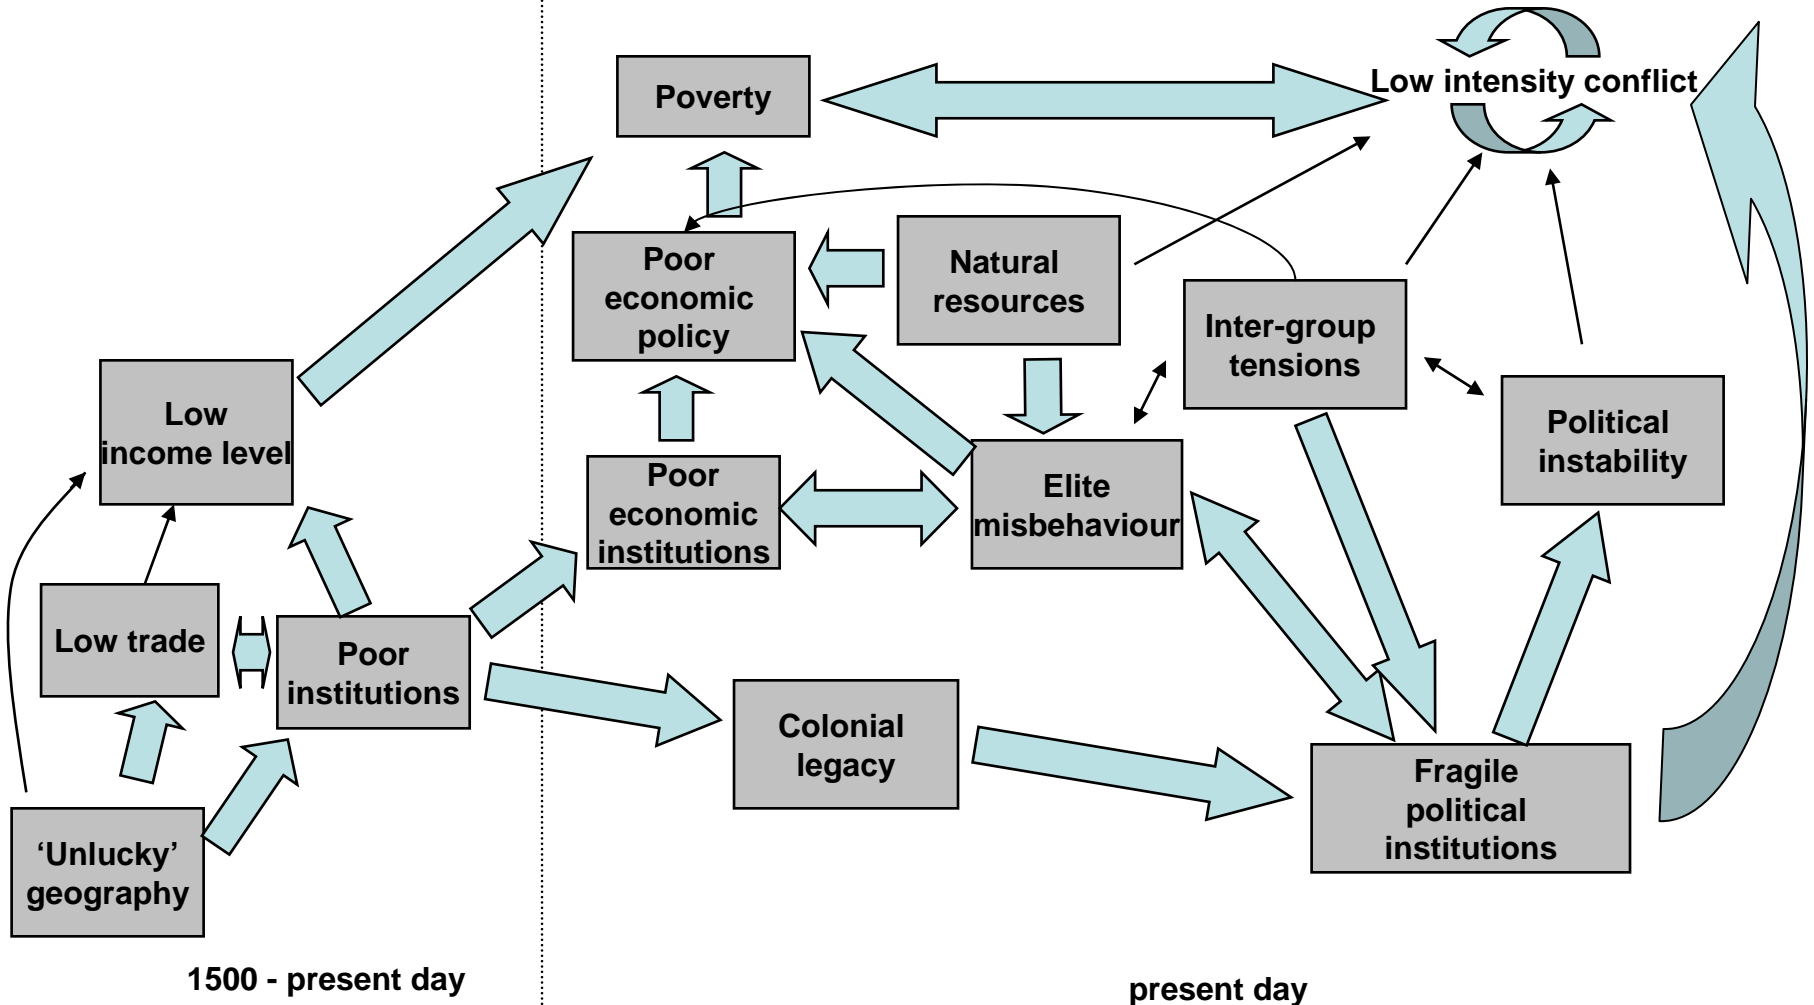 Poverty
Low intensity conflict
Poor
economic
policy
Natural
resources
Inter-group
tensions
Low
income level
Political
instability
Poor
economic
institutions
Elite
misbehaviour
Low trade
Poor
institutions
Colonial
legacy
Fragile
political
institutions
‘Unlucky’
geography
1500 - present day
present day